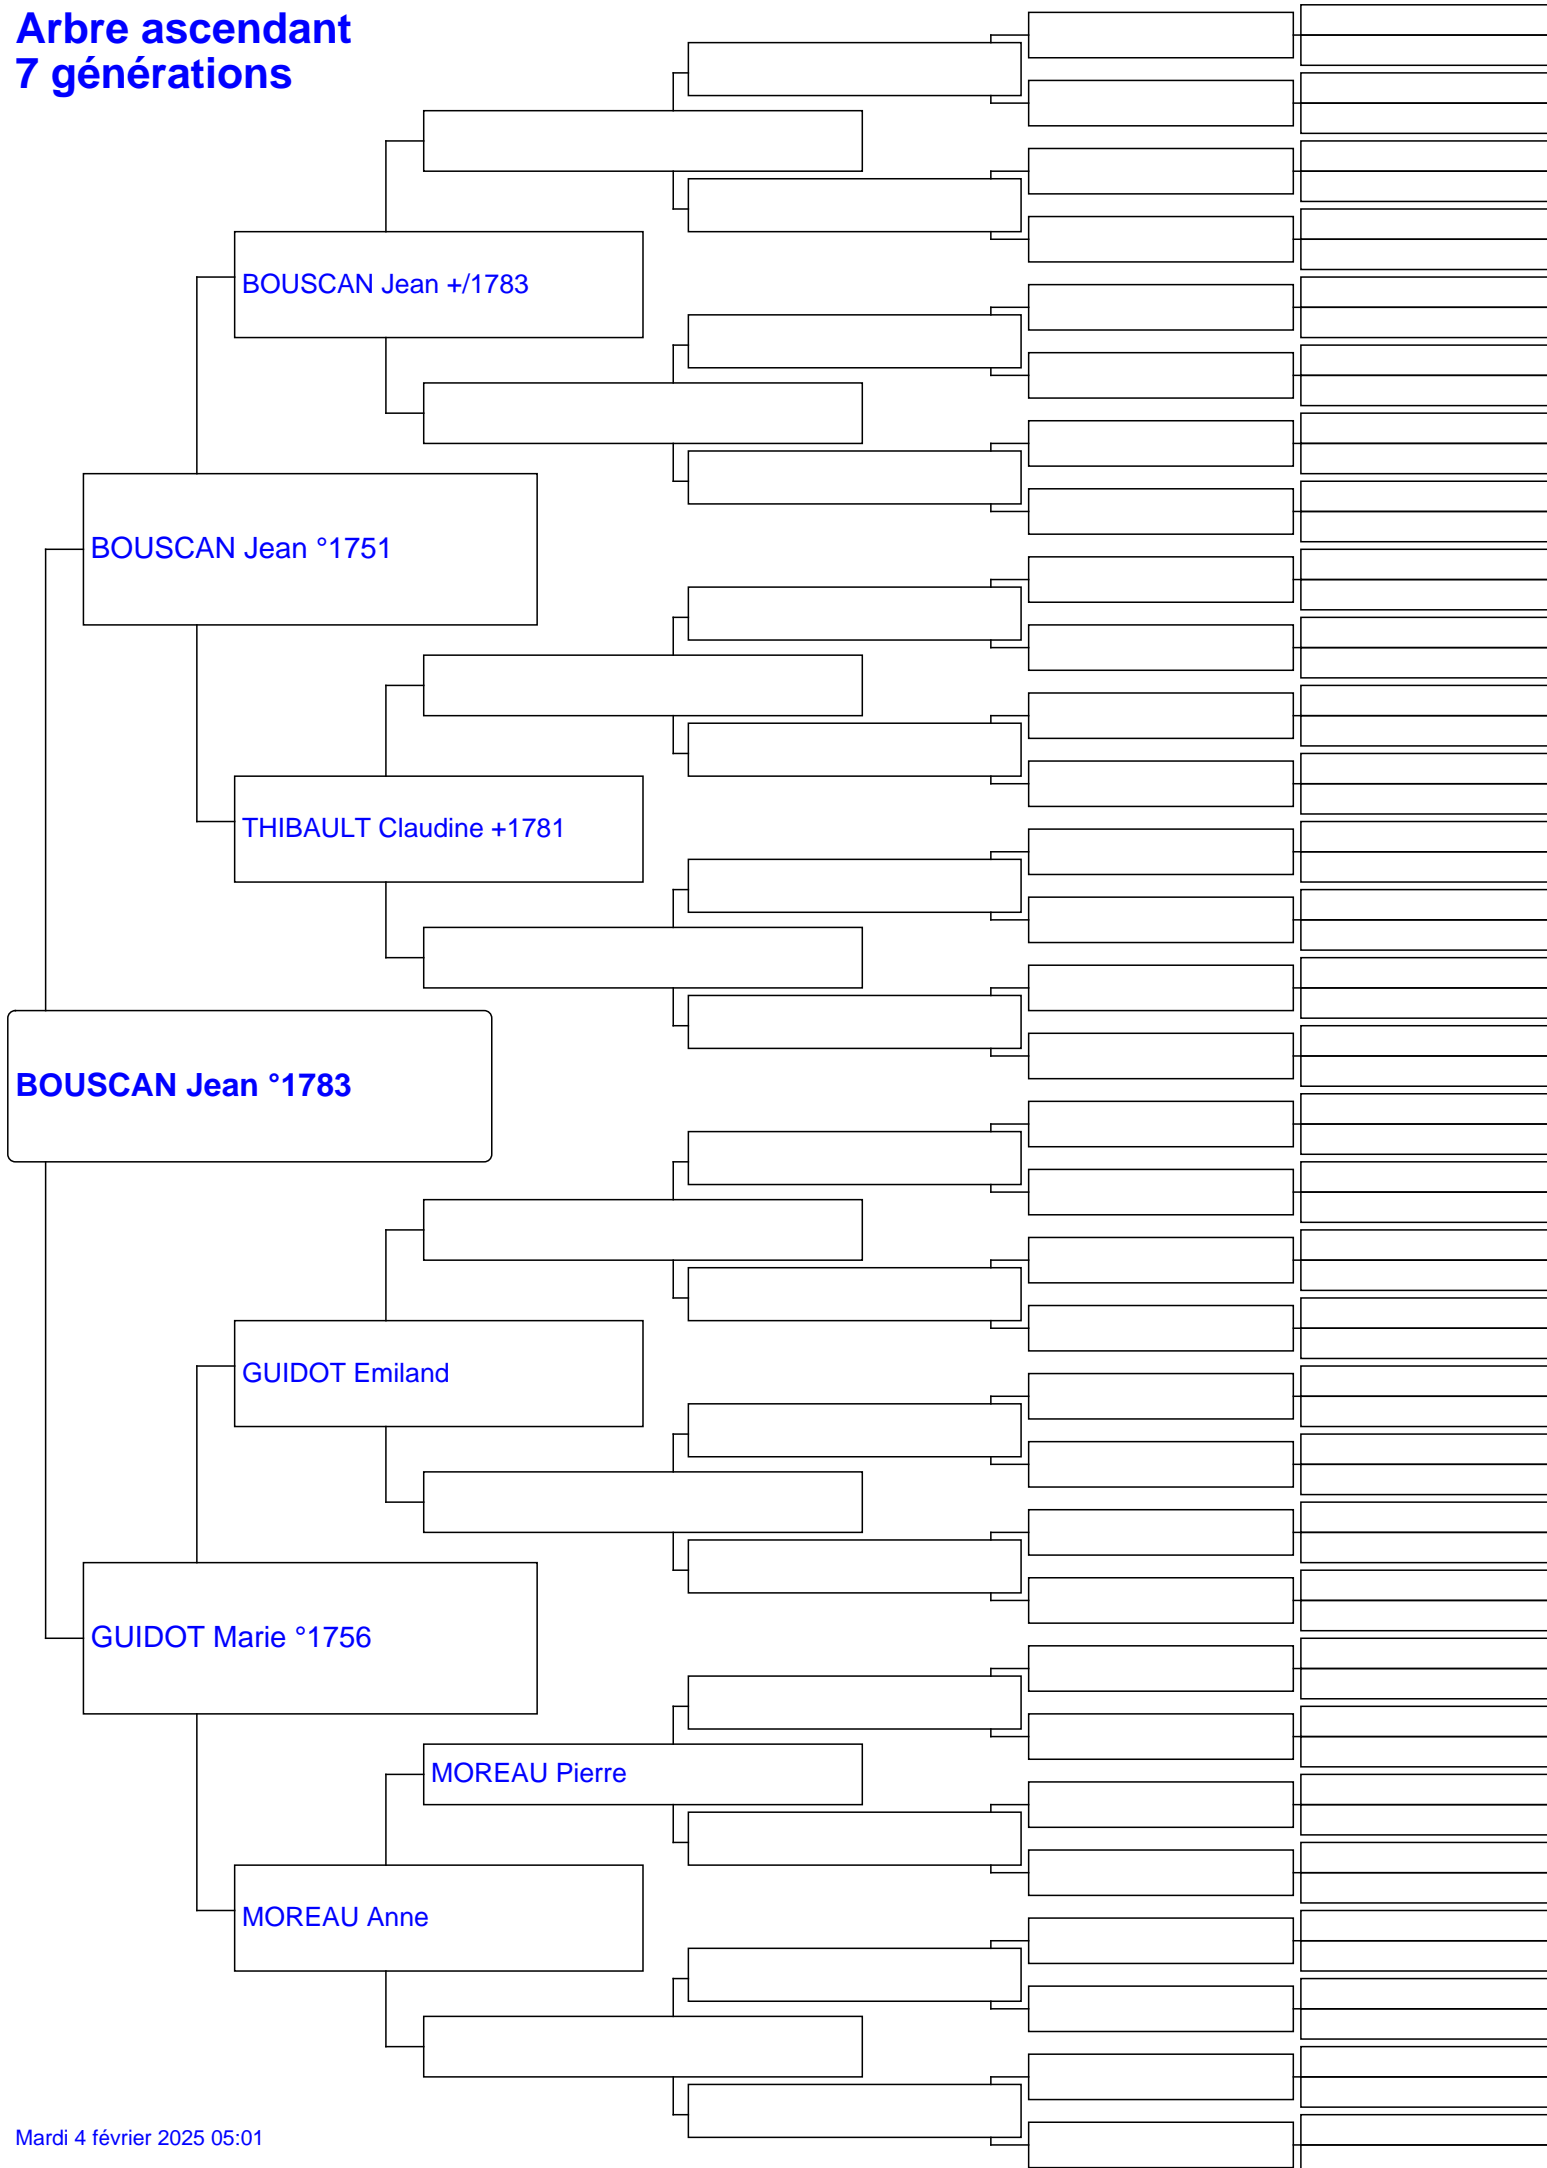 Arbre ascendant
7 générations
BOUSCAN Jean +/1783
BOUSCAN Jean °1751
THIBAULT Claudine +1781
BOUSCAN Jean °1783
GUIDOT Emiland
GUIDOT Marie °1756
MOREAU Pierre
MOREAU Anne
Mardi 4 février 2025 05:01